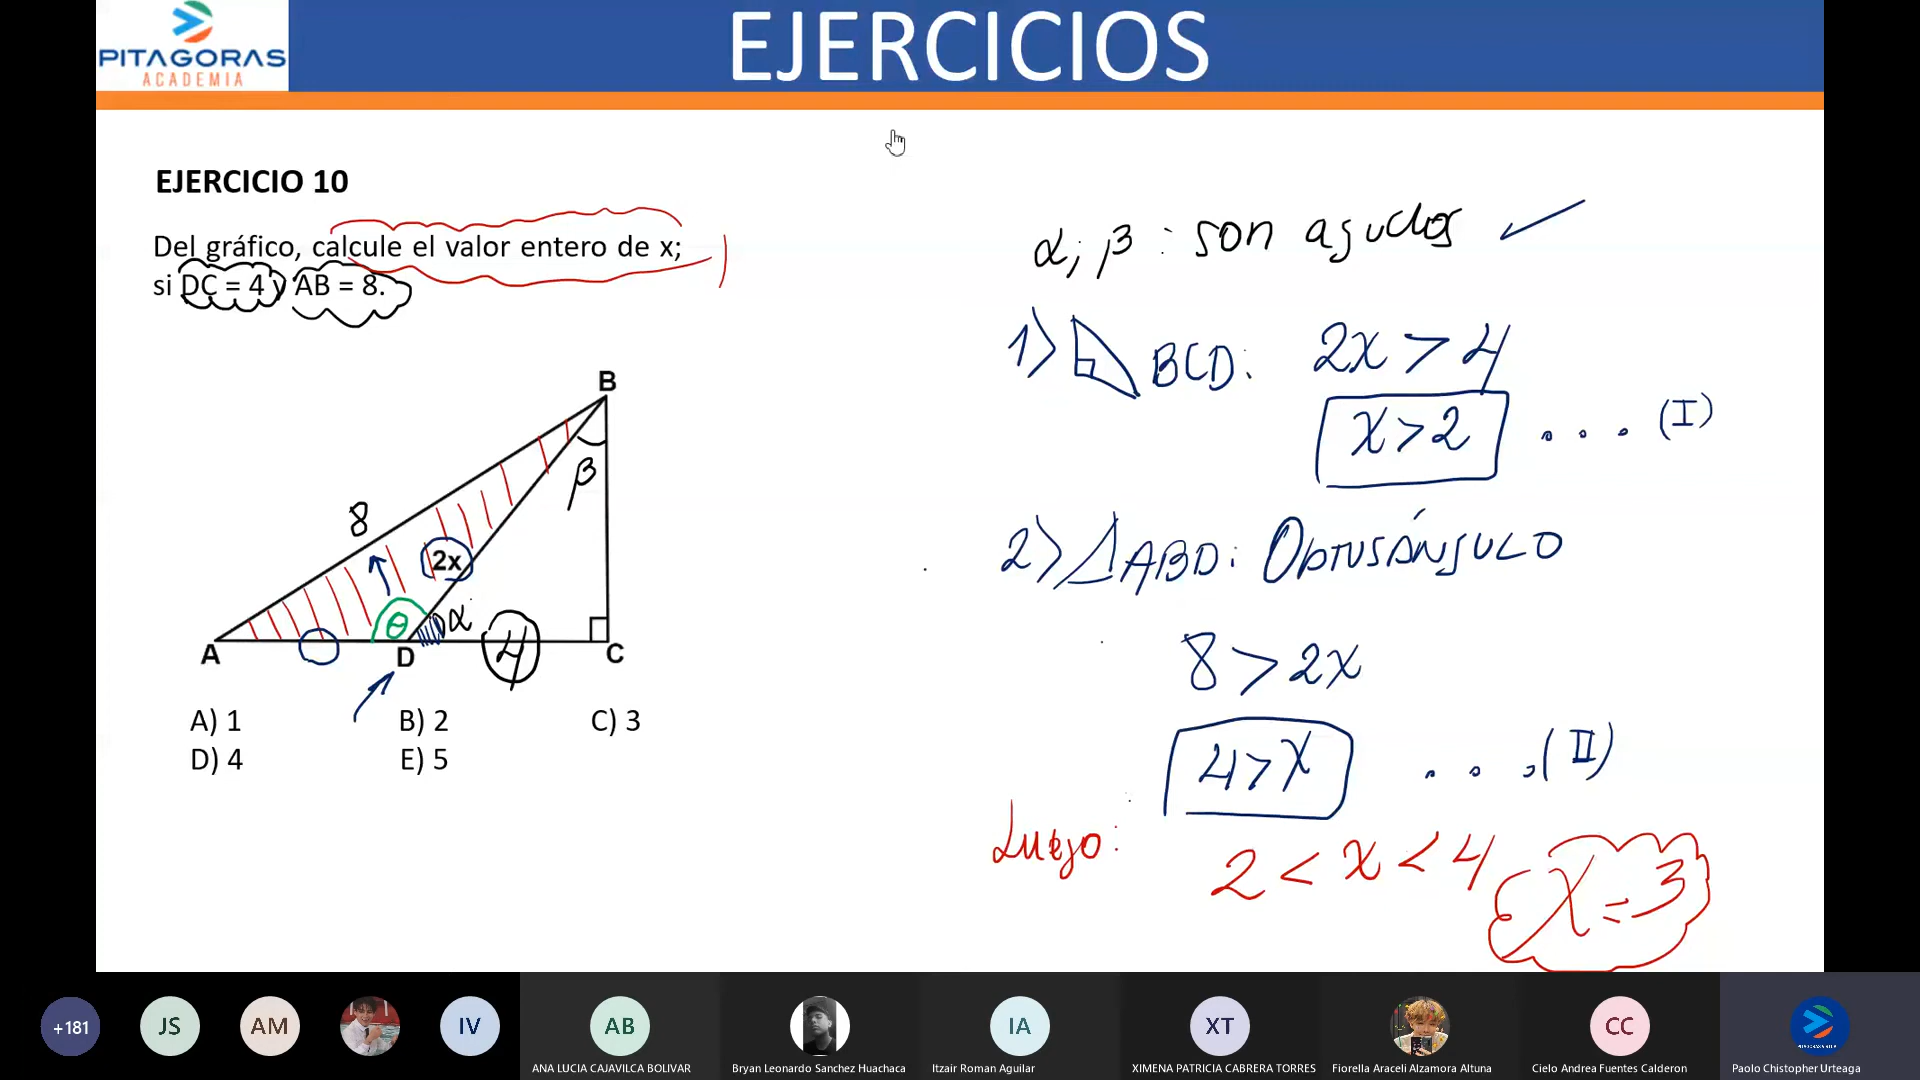 PITAGORAS
ACADEMIA
EJERCICIOS
EJERCICIO 10
Del gráfico, calcule el valor entero de x;
si DC = 4 y AB = 8.
B
β
8
2x
θ
α
4
A
D
C
A) 1
B) 2
C) 3
D) 4
E) 5
α; β : son agudos
1) BCD: 2x > 4
x > 2 ... (I)
2) △ABD: OBTUSÁNGULO
8 > 2x
4 > x ... (II)
Luego:
2 < x < 4
x = 3
+181
JS
AM
IV
AB
IA
XT
CC
ANA LUCIA CAJAVILCA BOLIVAR
Bryan Leonardo Sanchez Huachaca
Itzair Roman Aguilar
XIMENA PATRICIA CABRERA TORRES
Fiorella Araceli Alzamora Altuna
Cielo Andrea Fuentes Calderon
Paolo Chistopher Urteaga